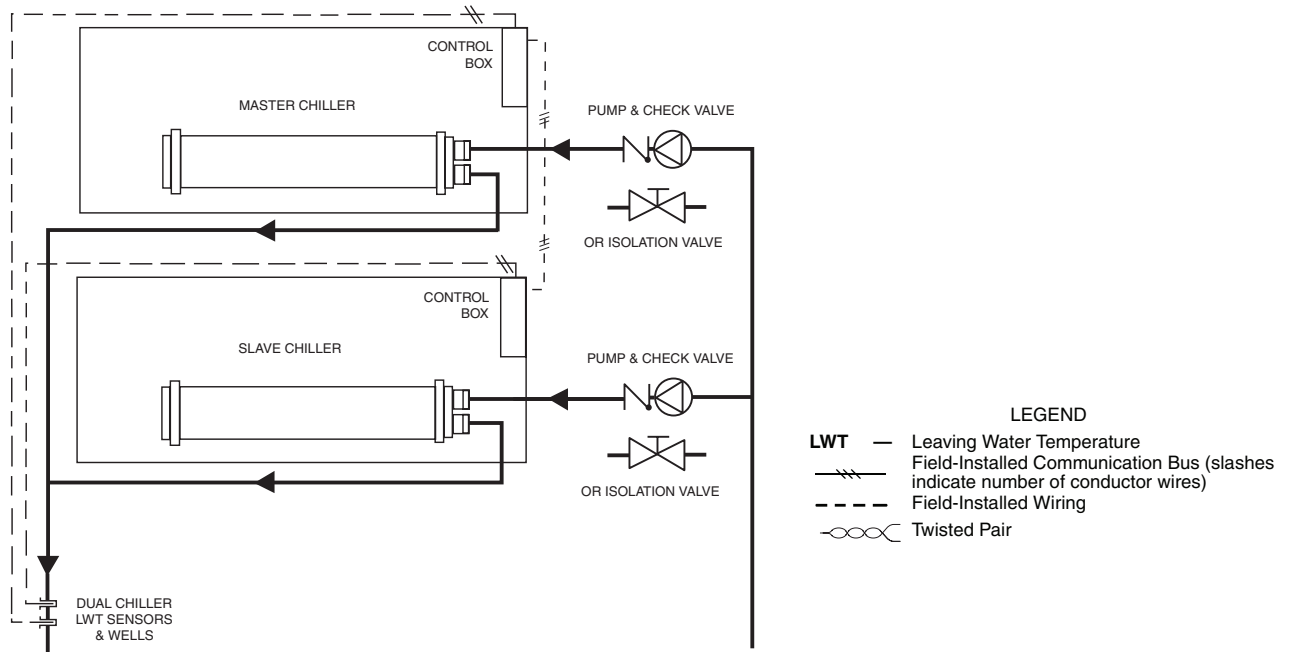 CONTROL
BOX
MASTER CHILLER
PUMP & CHECK VALVE
OR ISOLATION VALVE
CONTROL
BOX
SLAVE CHILLER
PUMP & CHECK VALVE
OR ISOLATION VALVE
DUAL CHILLER
LWT SENSORS
& WELLS
LEGEND
LWT — Leaving Water Temperature
Field-Installed Communication Bus (slashes
indicate number of conductor wires)
Field-Installed Wiring
Twisted Pair